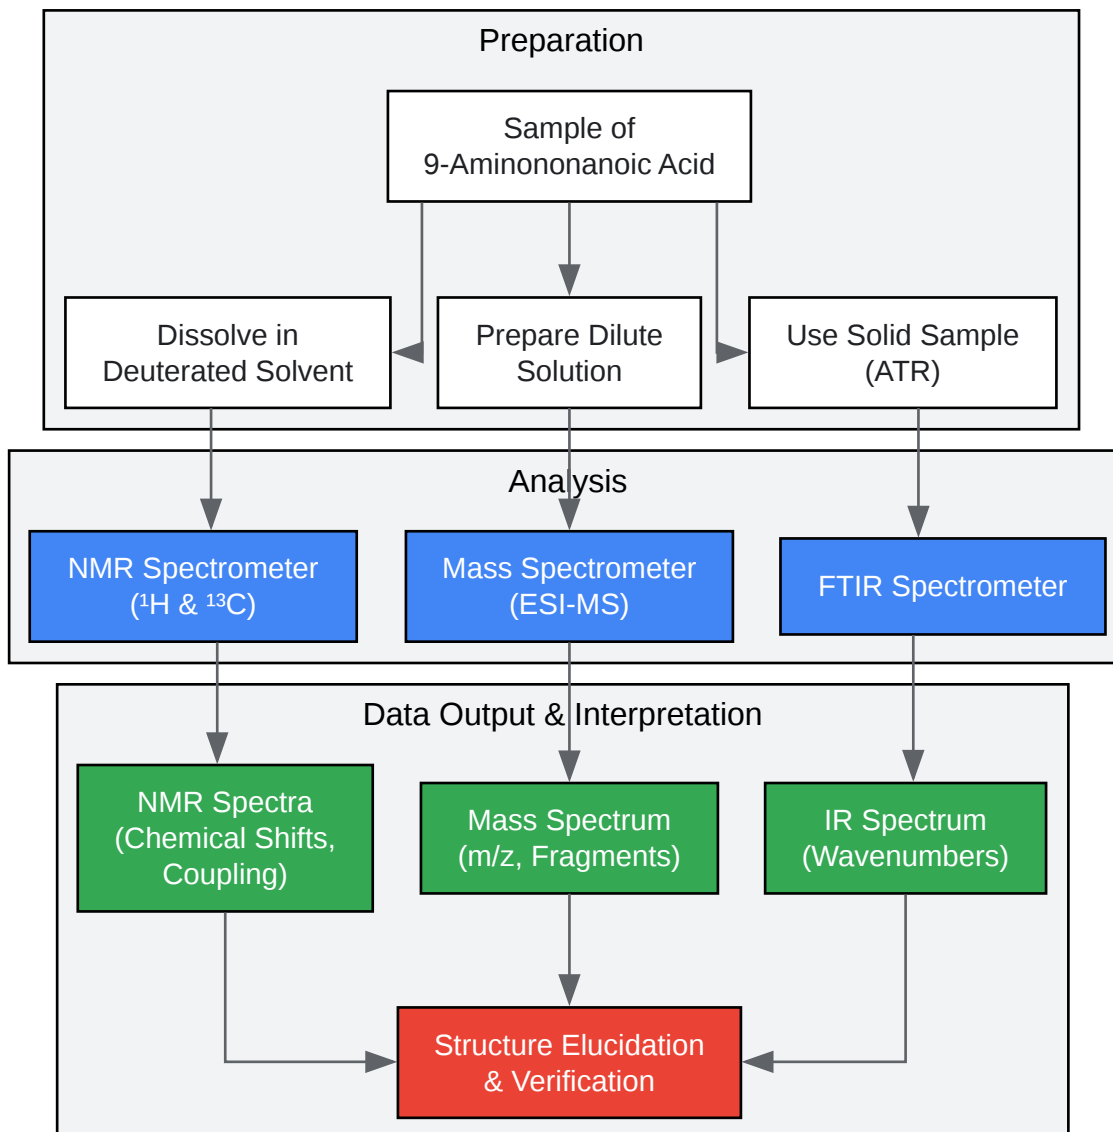 Preparation
Sample of
9-Aminononanoic Acid
Dissolve in
Deuterated Solvent
Prepare Dilute
Solution
Use Solid Sample
(ATR)
Analysis
NMR Spectrometer
(¹H & ¹³C)
Mass Spectrometer
(ESI-MS)
FTIR Spectrometer
Data Output & Interpretation
NMR Spectra
(Chemical Shifts,
Coupling)
Mass Spectrum
(m/z, Fragments)
IR Spectrum
(Wavenumbers)
Structure Elucidation
& Verification